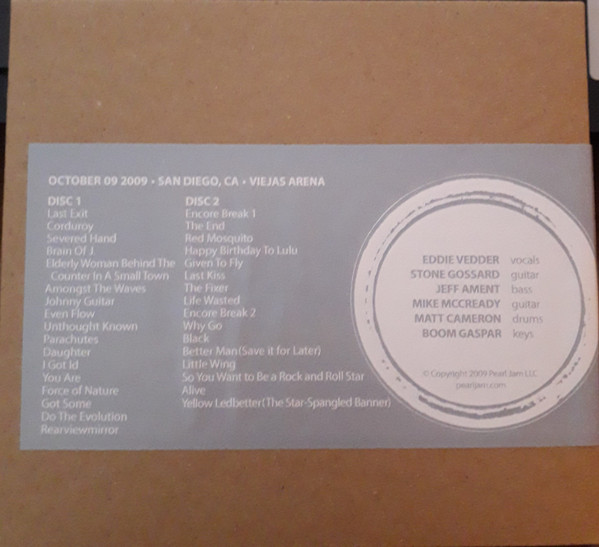 OCTOBER 09 2009 • SAN DIEGO, CA • VIEJAS ARENA
DISC 1
Last Exit
Corduroy
Severed Hand
Brain Of J.
Elderly Woman Behind The
Counter In A Small Town
Amongst The Waves
Johnny Guitar
Even Flow
Unthought Known
Parachutes
Daughter
I Got Id
You Are
Force of Nature
Got Some
Do The Evolution
Rearviewmirror
DISC 2
Encore Break 1
The End
Red Mosquito
Happy Birthday To Lulu
Given To Fly
Last Kiss
The Fixer
Life Wasted
Encore Break 2
Why Go
Black
Better Man(Save it for Later)
Little Wing
So You Want to Be a Rock and Roll Star
Alive
Yellow Ledbetter(The Star-Spangled Banner)
EDDIE VEDDER vocals
STONE GOSSARD guitar
JEFF AMENT bass
MIKE MCCREADY guitar
MATT CAMERON drums
BOOM GASPAR keys
© Copyright 2009 Pearl Jam LLC
pearljam.com